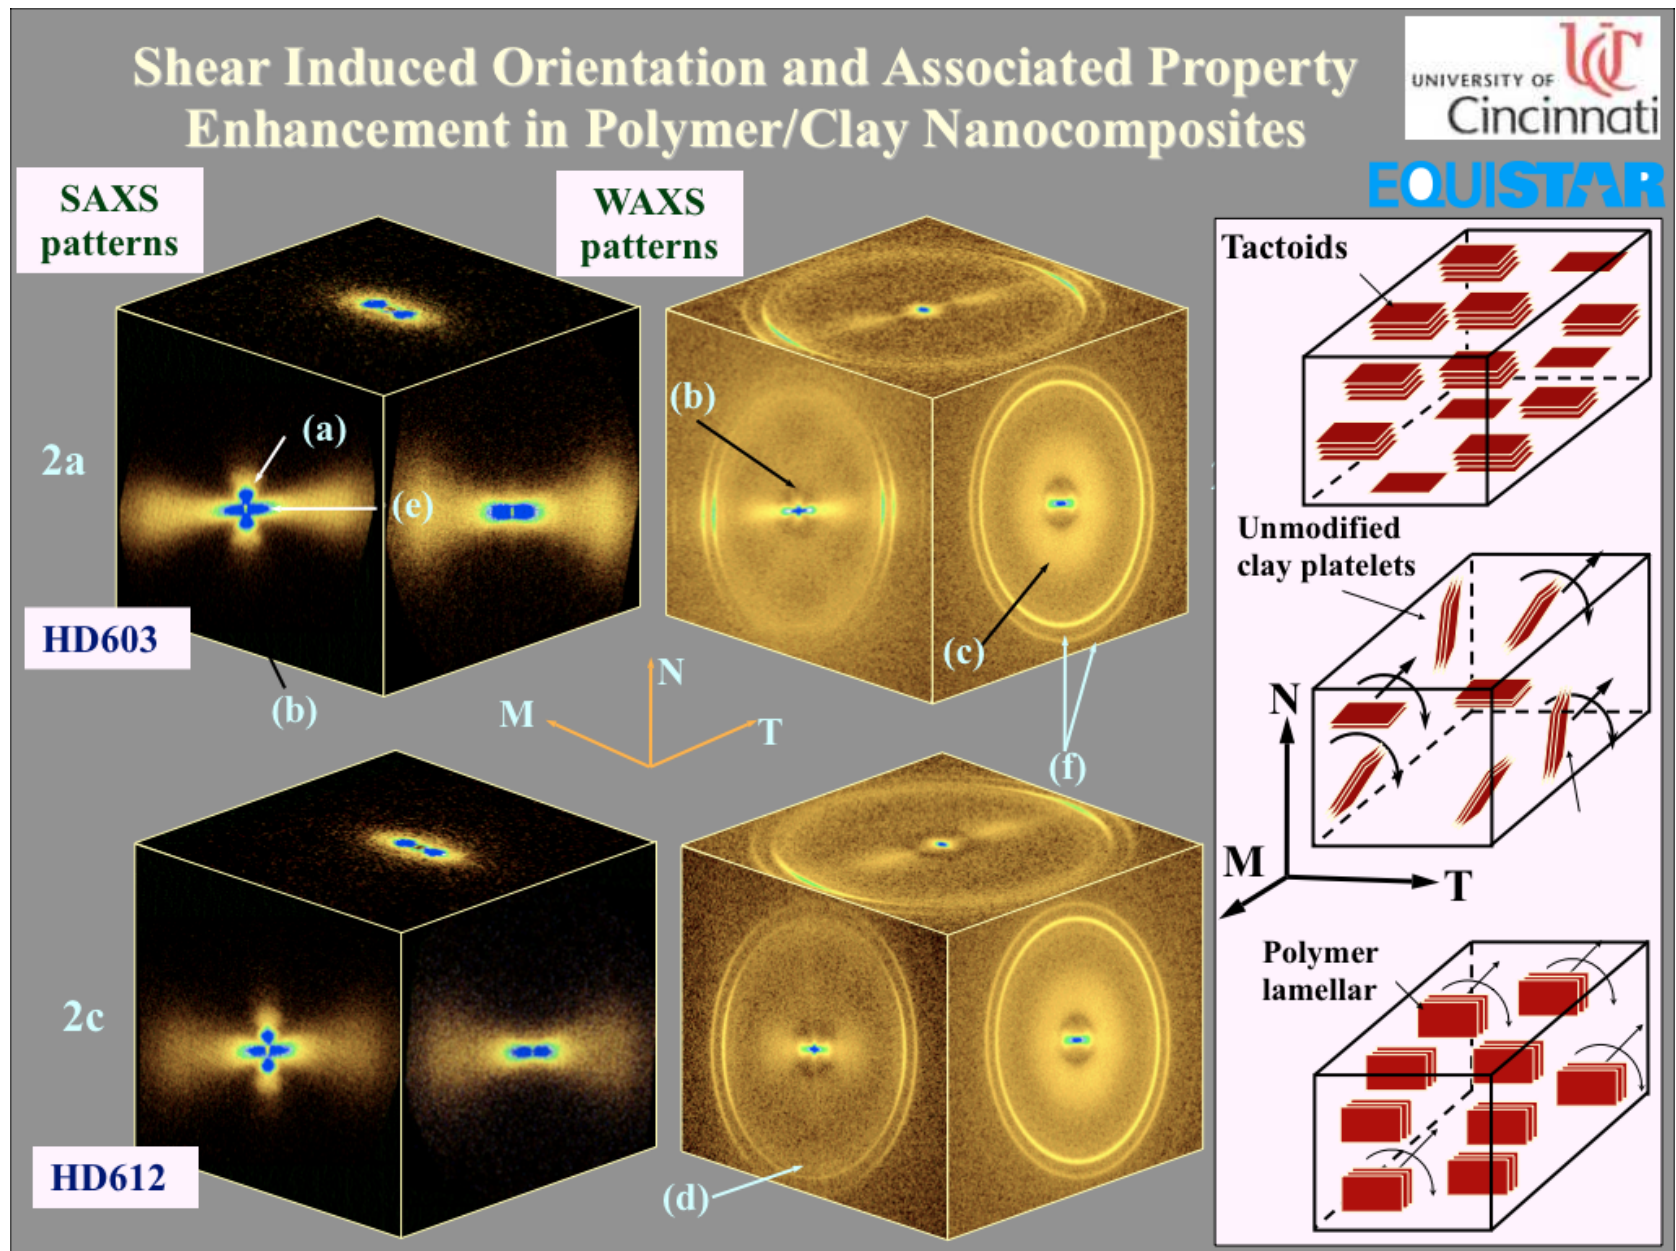 Shear Induced Orientation and Associated Property
Enhancement in Polymer/Clay Nanocomposites
UNIVERSITY OF
Cincinnati
UC
EQUISTAR
SAXS
patterns
WAXS
patterns
2a
(a)
(e)
(b)
(c)
HD603
(b)
N
M
T
(f)
2c
HD612
(d)
Tactoids
Unmodified
clay platelets
N
M
T
Polymer
lamellar